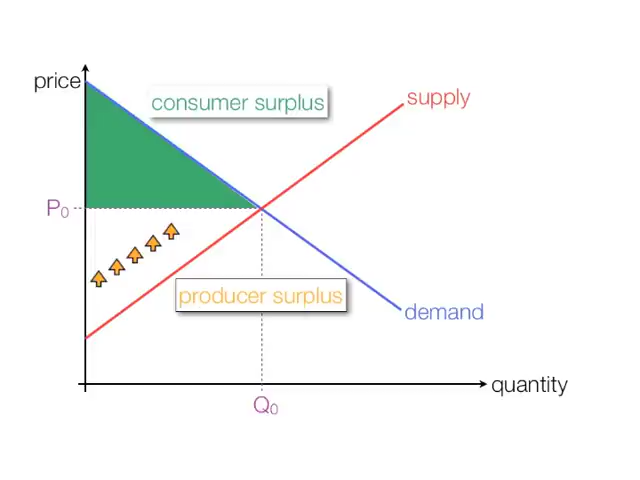 price
consumer surplus
supply
P₀
producer surplus
demand
quantity
Q₀